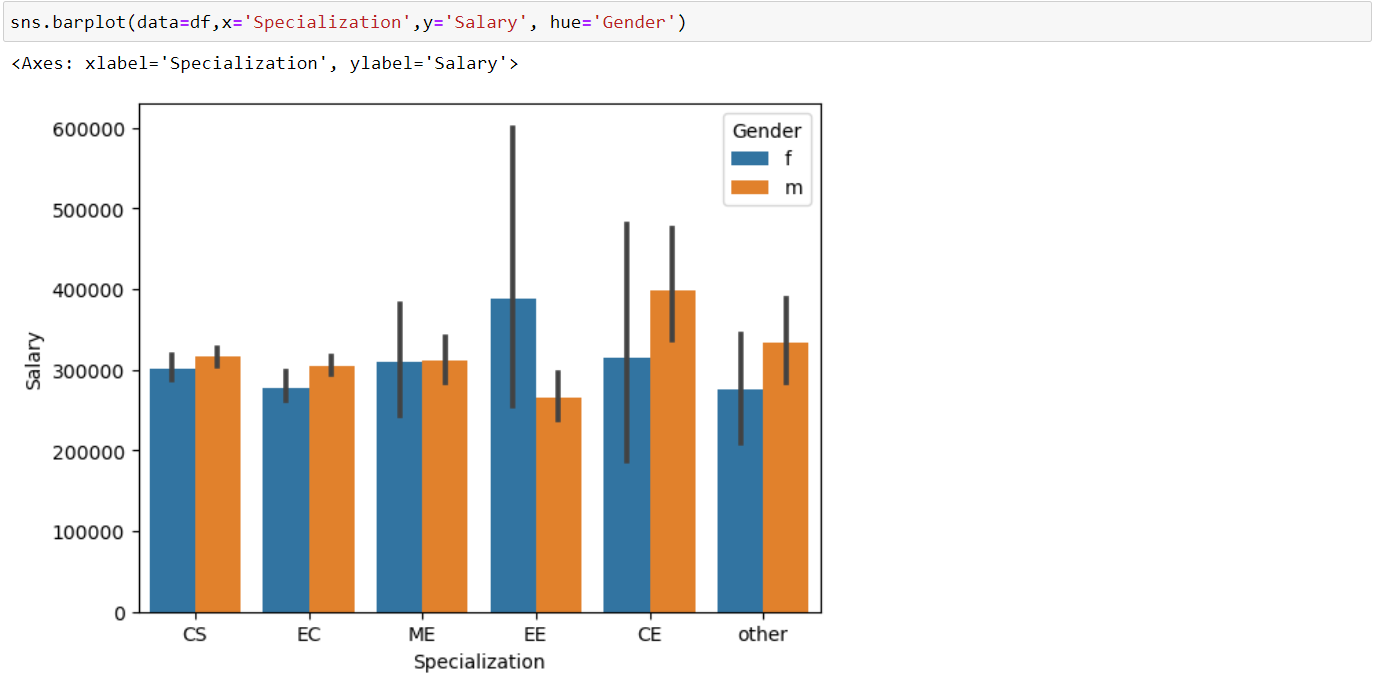 sns.barplot(data=df,x='Specialization',y='Salary', hue='Gender')
<Axes: xlabel='Specialization', ylabel='Salary'>
Gender
f
m
600000
500000
400000
300000
200000
100000
0
Salary
CS EC ME EE CE other
Specialization